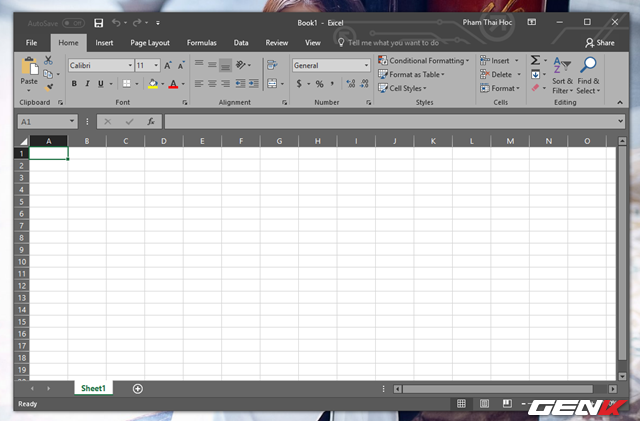 AutoSave Off Book1 - Excel Pham Thai Hoc
File Home Insert Page Layout Formulas Data Review View Tell me what you want to do Share
Paste Calibri 11 General Conditional Formatting Insert
Format as Table Delete
B I U A $ % , Cell Styles Format Sort & Filter Find & Select
Clipboard Font Alignment Number Styles Cells Editing
A1 fx
A B C D E F G H I J K L M N O
1
2
3
4
5
6
7
8
9
10
11
12
13
14
15
16
17
18
19
Sheet1
Ready
GENK